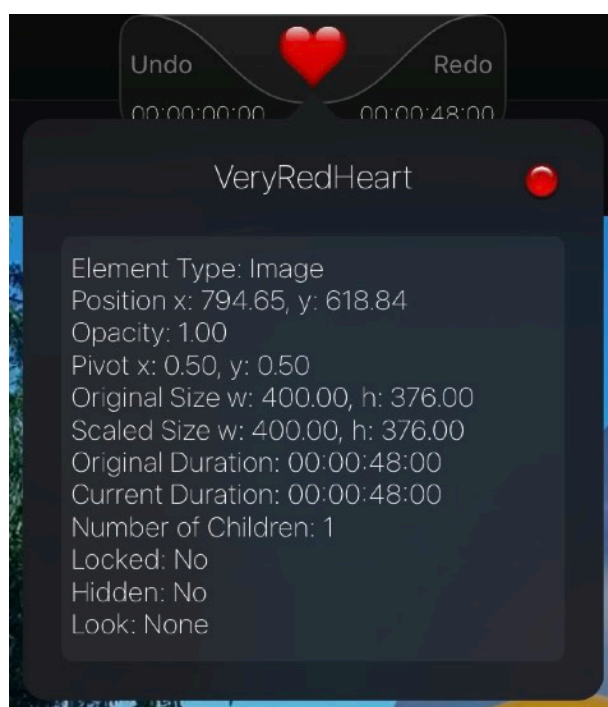 Undo
Redo
00:00:00:00
00:00:48:00
VeryRedHeart
Element Type: Image
Position x: 794.65, y: 618.84
Opacity: 1.00
Pivot x: 0.50, y: 0.50
Original Size w: 400.00, h: 376.00
Scaled Size w: 400.00, h: 376.00
Original Duration: 00:00:48:00
Current Duration: 00:00:48:00
Number of Children: 1
Locked: No
Hidden: No
Look: None